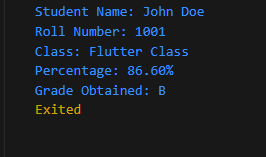 Student Name: John Doe
Roll Number: 1001
Class: Flutter Class
Percentage: 86.60%
Grade Obtained: B
Exited